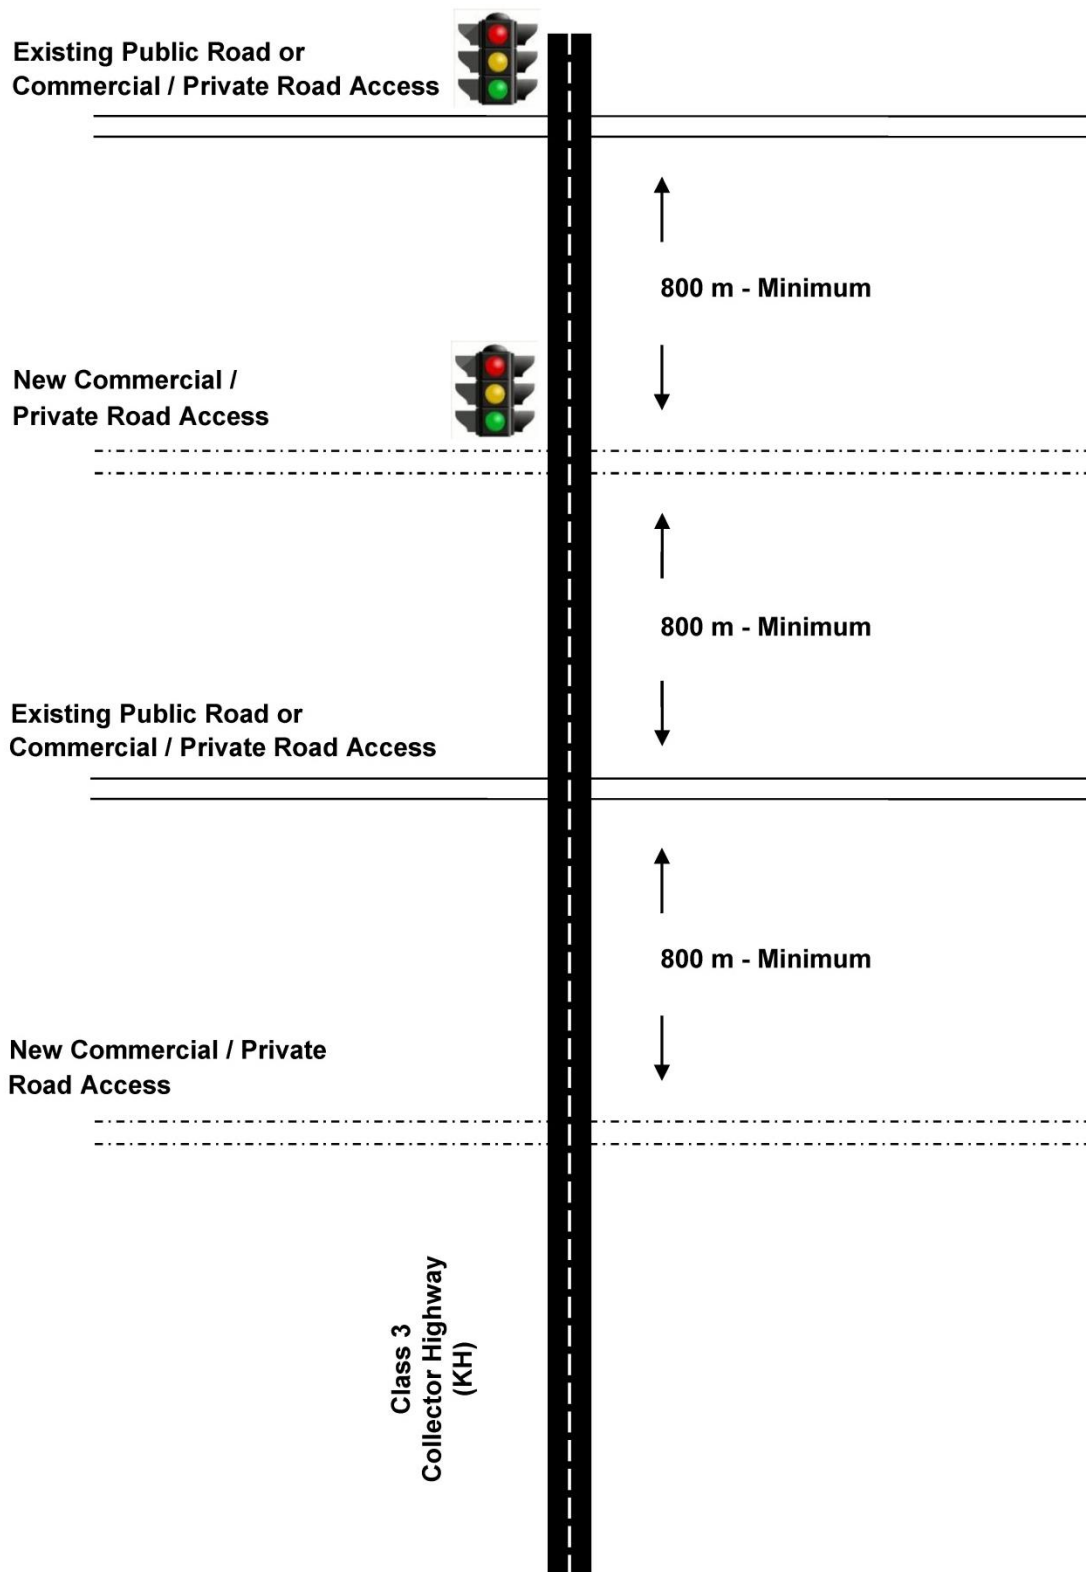 Existing Public Road or
Commercial / Private Road Access
800 m - Minimum
New Commercial /
Private Road Access
800 m - Minimum
Existing Public Road or
Commercial / Private Road Access
800 m - Minimum
New Commercial / Private
Road Access
Class 3
Collector Highway
(KH)